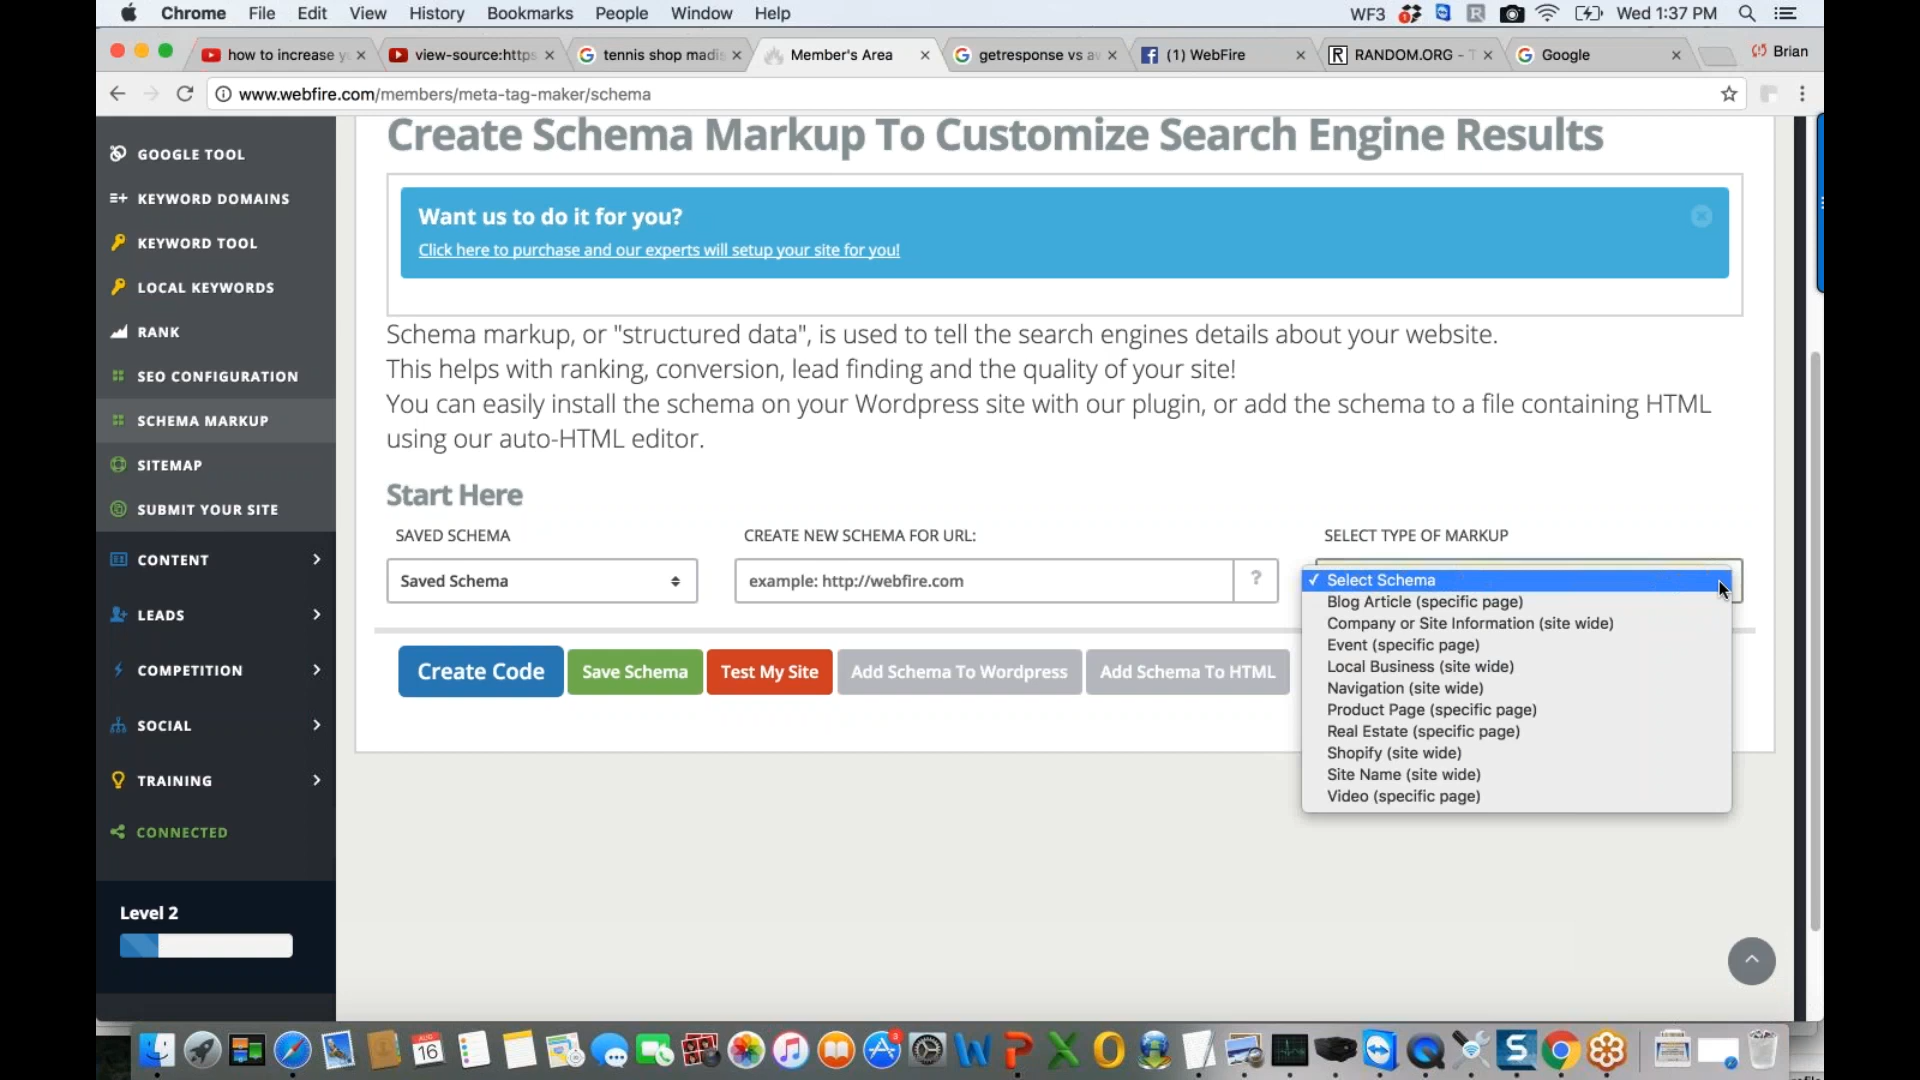 Chrome File Edit View History Bookmarks People Window Help
WF3 Wed 1:37 PM
how to increase y
view-source:https
tennis shop madis
Member's Area
getresponse vs aw
(1) WebFire
RANDOM.ORG - T
Google
Brian
www.webfire.com/members/meta-tag-maker/schema
GOOGLE TOOL
KEYWORD DOMAINS
KEYWORD TOOL
LOCAL KEYWORDS
RANK
SEO CONFIGURATION
SCHEMA MARKUP
SITEMAP
SUBMIT YOUR SITE
CONTENT
LEADS
COMPETITION
SOCIAL
TRAINING
CONNECTED
Level 2
Create Schema Markup To Customize Search Engine Results
Want us to do it for you?
Click here to purchase and our experts will setup your site for you!
Schema markup, or "structured data", is used to tell the search engines details about your website.
This helps with ranking, conversion, lead finding and the quality of your site!
You can easily install the schema on your Wordpress site with our plugin, or add the schema to a file containing HTML
using our auto-HTML editor.
Start Here
SAVED SCHEMA
CREATE NEW SCHEMA FOR URL:
SELECT TYPE OF MARKUP
Saved Schema
example: http://webfire.com
?
✓ Select Schema
Blog Article (specific page)
Company or Site Information (site wide)
Event (specific page)
Local Business (site wide)
Navigation (site wide)
Product Page (specific page)
Real Estate (specific page)
Shopify (site wide)
Site Name (site wide)
Video (specific page)
Create Code
Save Schema
Test My Site
Add Schema To Wordpress
Add Schema To HTML
AUG
16